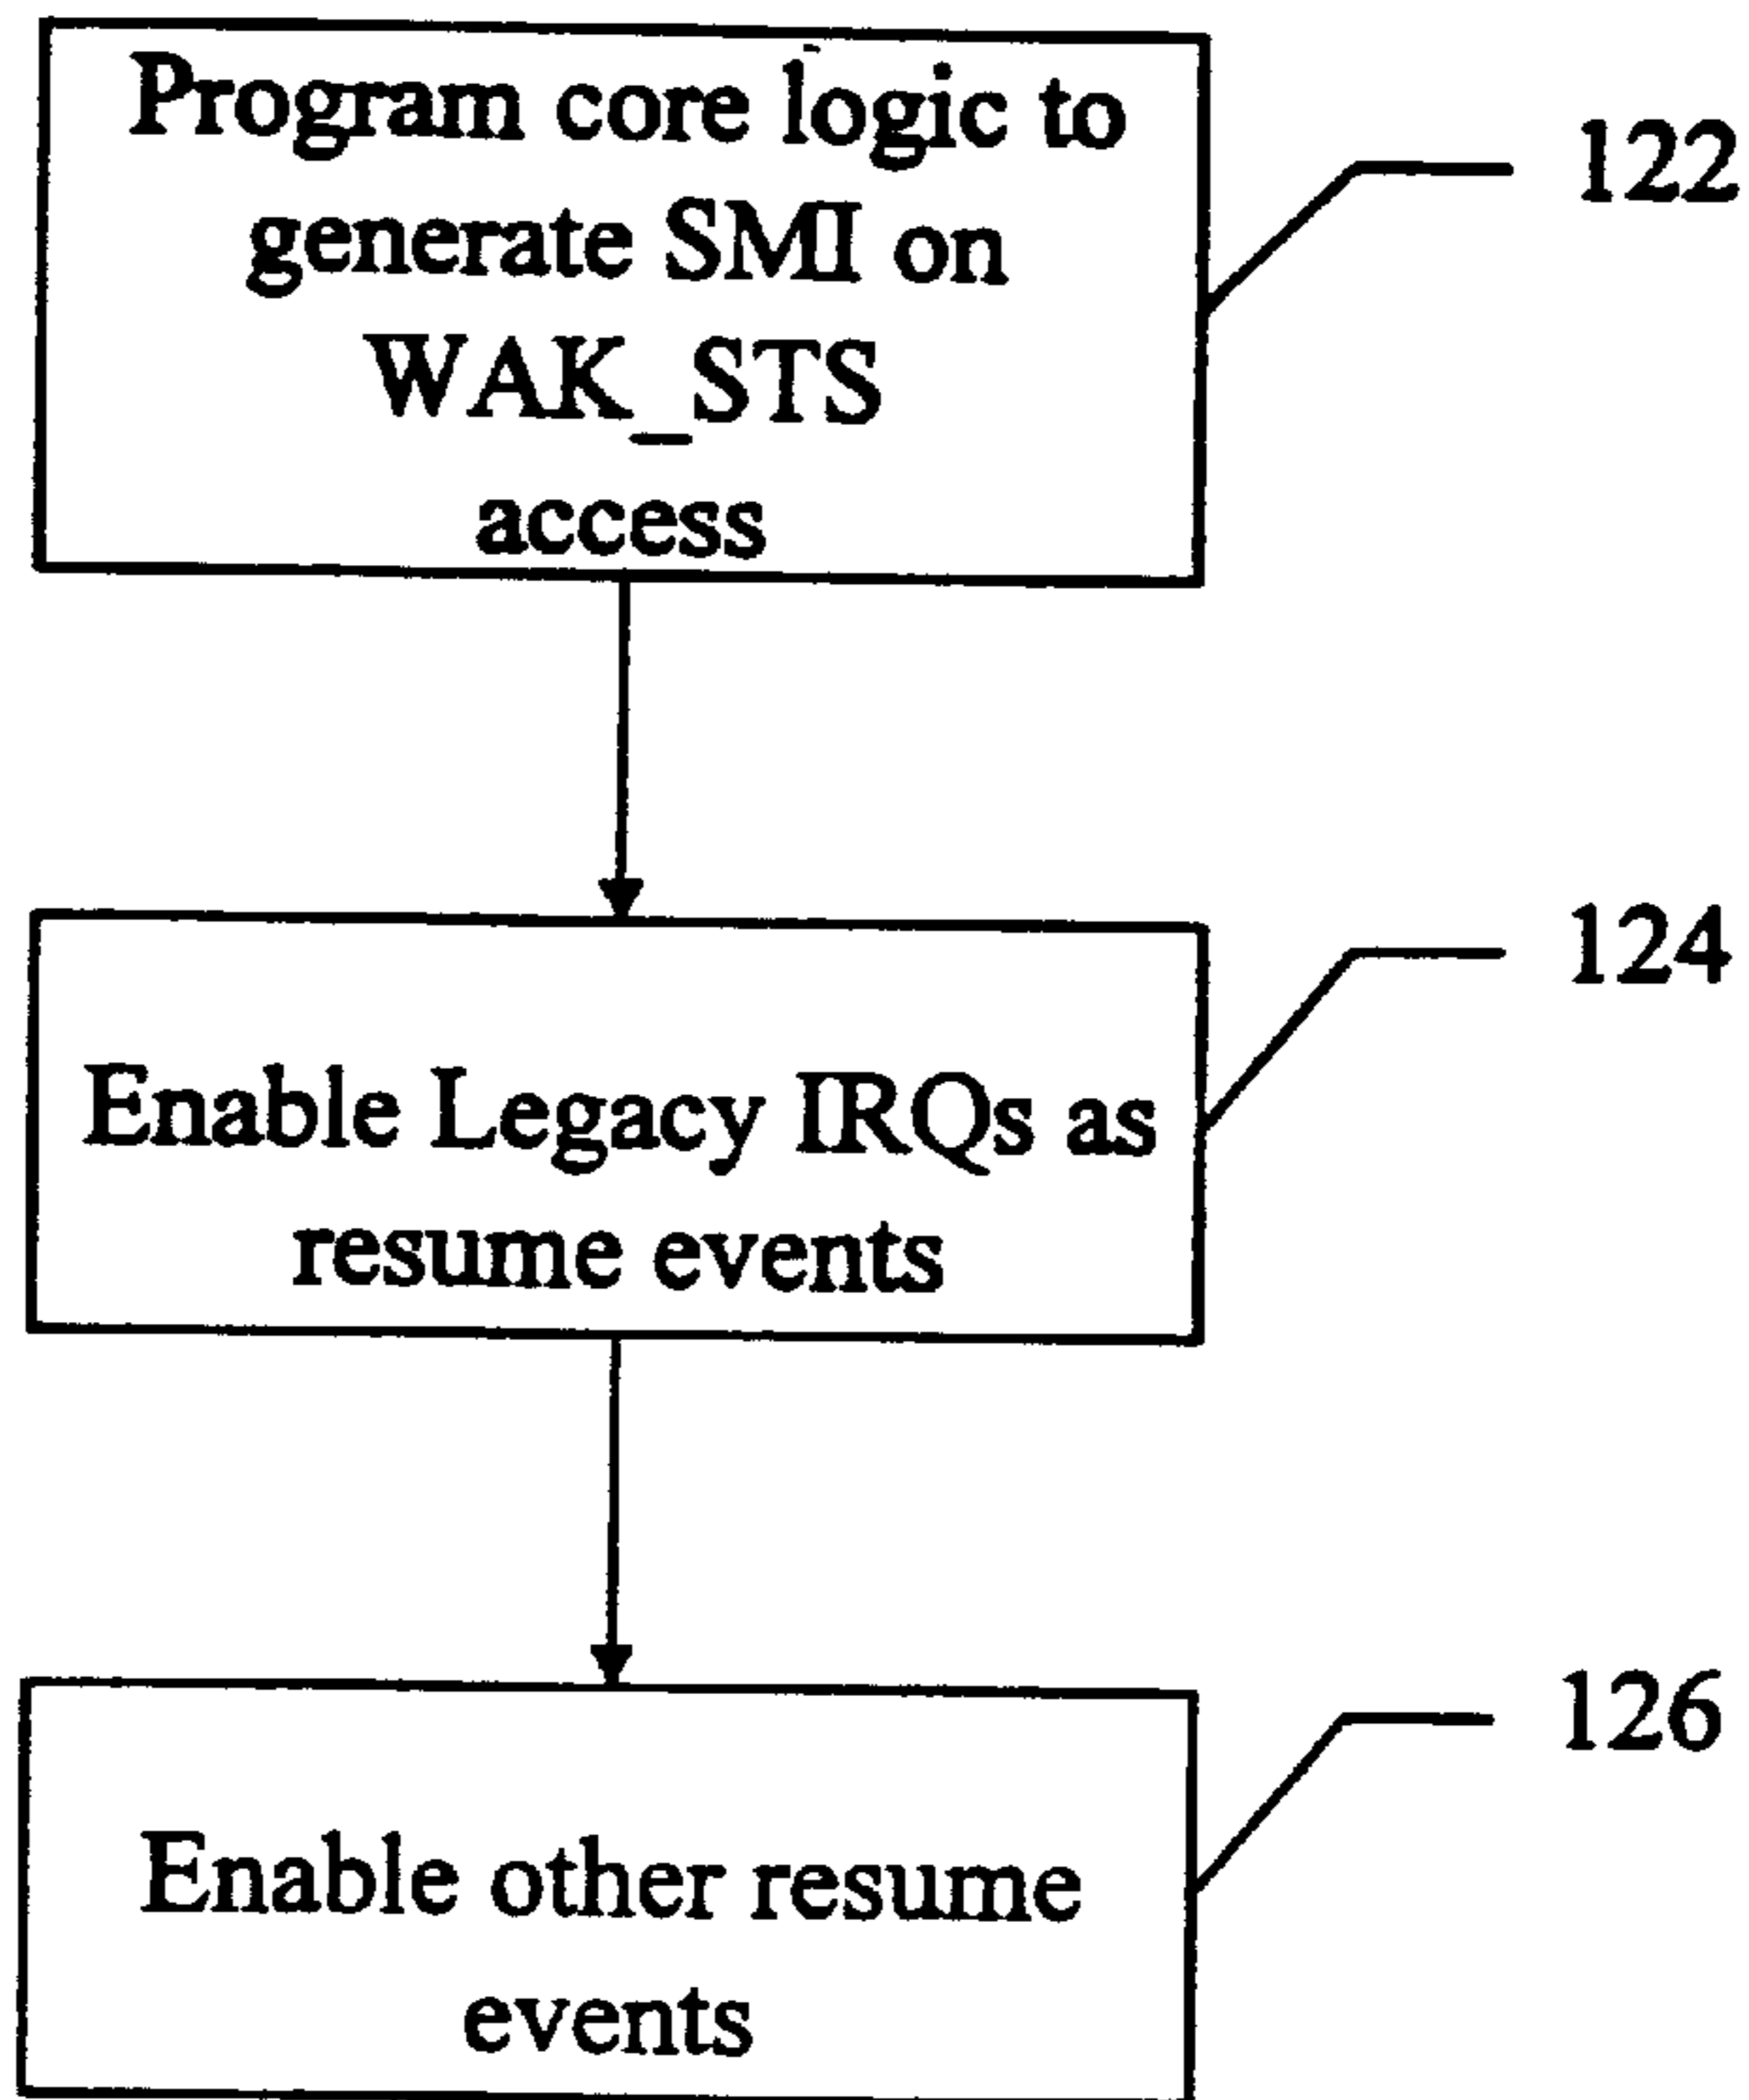 Program core logic to
generate SMI on
WAK_STS
access
122
Enable Legacy IRQs as
resume events
124
Enable other resume
events
126